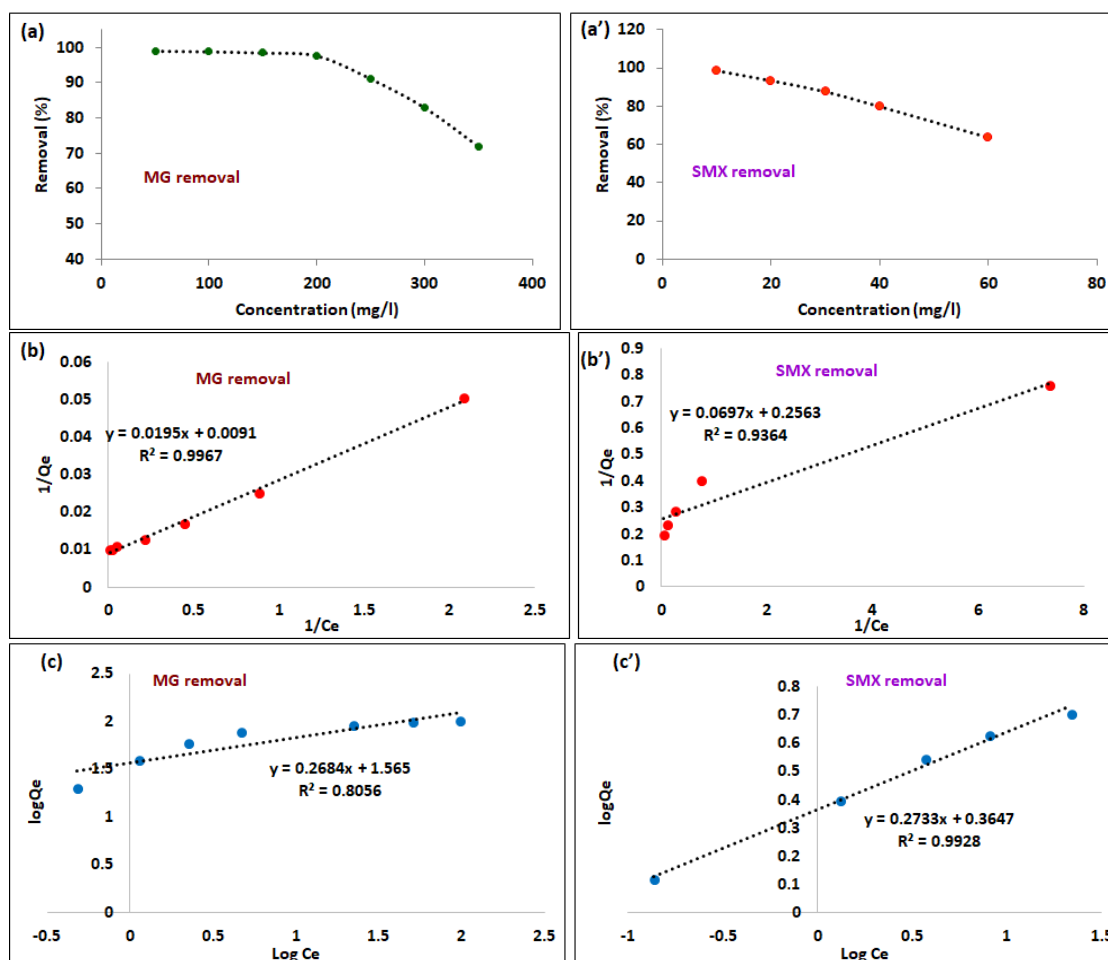 (a)
100
90
80
70
60
50
40
Removal (%)
MG removal
0
100
200
300
400
Concentration (mg/l)
(a’)
120
100
80
60
40
20
0
Removal (%)
SMX removal
0
20
40
60
80
Concentration (mg/l)
(b)
0.06
0.05
0.04
0.03
0.02
0.01
0
1/Qe
MG removal
y = 0.0195x + 0.0091
R² = 0.9967
0
0.5
1
1.5
2
2.5
1/Ce
(b’)
0.9
0.8
0.7
0.6
0.5
0.4
0.3
0.2
0.1
0
1/Qe
SMX removal
y = 0.0697x + 0.2563
R² = 0.9364
0
2
4
6
8
1/Ce
(c)
2.5
2
1.5
1
0.5
0
logQe
MG removal
y = 0.2684x + 1.565
R² = 0.8056
-0.5
0
0.5
1
1.5
2
2.5
Log Ce
(c’)
0.8
0.7
0.6
0.5
0.4
0.3
0.2
0.1
0
logQe
SMX removal
y = 0.2733x + 0.3647
R² = 0.9928
-1
-0.5
0
0.5
1
1.5
Log Ce